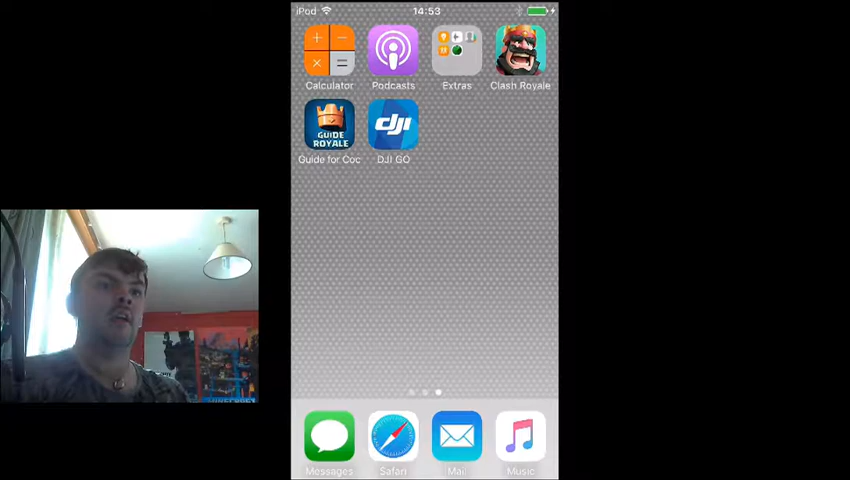 iPod 14:53
Calculator Podcasts Extras Clash Royale
GUIDE
ROYALE
dji
Guide for Coc DJI GO
MINECRAFT
Messages Safari Mail Music